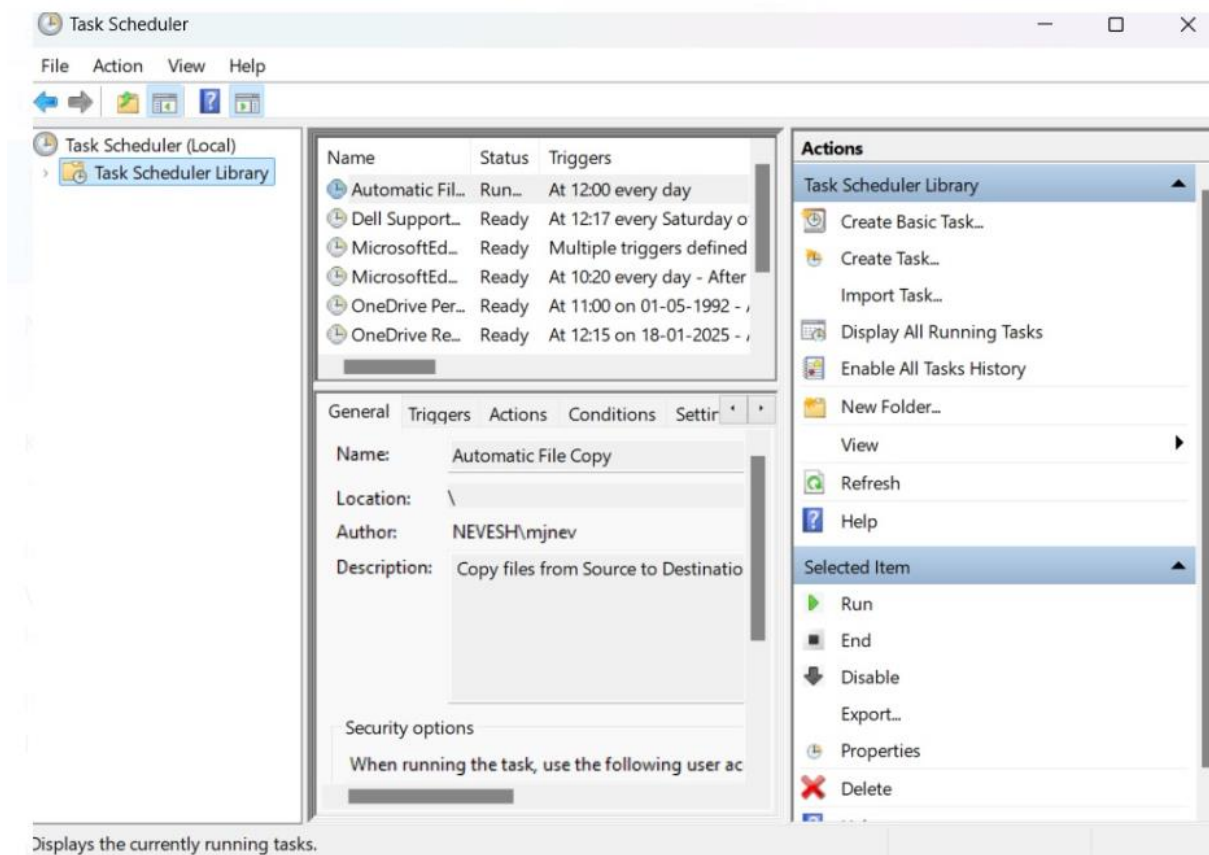 Task Scheduler
File Action View Help
Task Scheduler (Local)
Task Scheduler Library
Name Status Triggers
Automatic Fil... Run... At 12:00 every day
Dell Support... Ready At 12:17 every Saturday o
MicrosoftEd... Ready Multiple triggers defined
MicrosoftEd... Ready At 10:20 every day - After
OneDrive Per... Ready At 11:00 on 01-05-1992 -
OneDrive Re... Ready At 12:15 on 18-01-2025 -
General Triggers Actions Conditions Settin
Name: Automatic File Copy
Location: \
Author: NEVESH\mjnev
Description: Copy files from Source to Destinatio
Security options
When running the task, use the following user ac
Actions
Task Scheduler Library
Create Basic Task...
Create Task...
Import Task...
Display All Running Tasks
Enable All Tasks History
New Folder...
View
Refresh
Help
Selected Item
Run
End
Disable
Export...
Properties
Delete
Displays the currently running tasks.